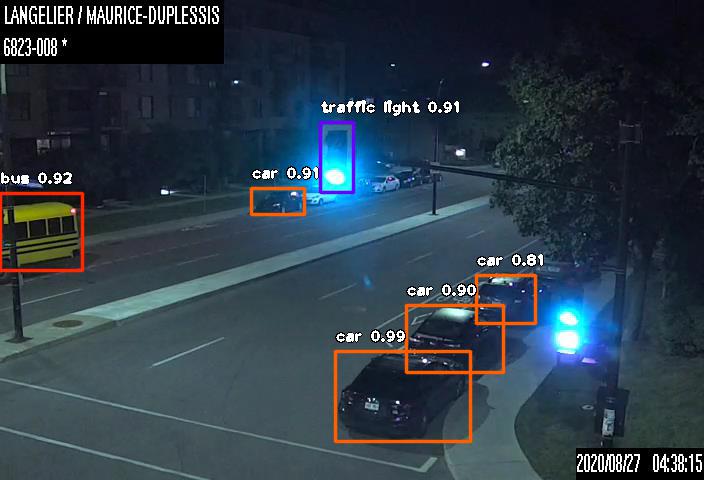 LANGELIER / MAURICE-DUPLESSIS
6823-008 *
traffic light 0.91
bus 0.92
car 0.91
car 0.81
car 0.90
car 0.99
2020/08/27 04:38:15